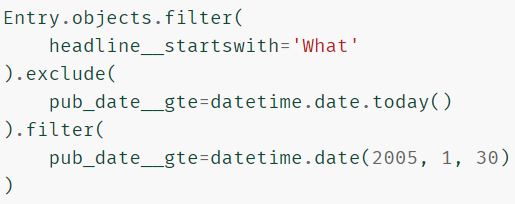 Entry.objects.filter(
    headline__startswith='What'
).exclude(
    pub_date__gte=datetime.date.today()
).filter(
    pub_date__gte=datetime.date(2005, 1, 30)
)